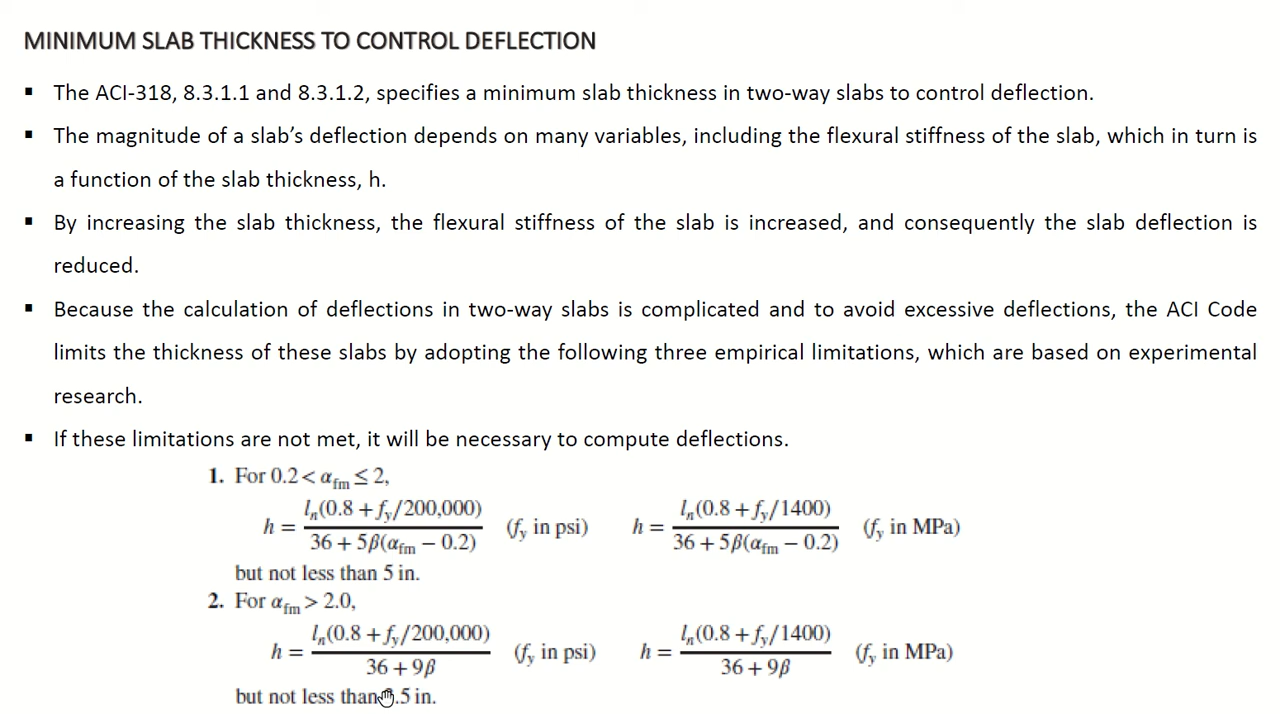 MINIMUM SLAB THICKNESS TO CONTROL DEFLECTION
▪ The ACI-318, 8.3.1.1 and 8.3.1.2, specifies a minimum slab thickness in two-way slabs to control deflection.
▪ The magnitude of a slab's deflection depends on many variables, including the flexural stiffness of the slab, which in turn is
a function of the slab thickness, h.
▪ By increasing the slab thickness, the flexural stiffness of the slab is increased, and consequently the slab deflection is
reduced.
▪ Because the calculation of deflections in two-way slabs is complicated and to avoid excessive deflections, the ACI Code
limits the thickness of these slabs by adopting the following three empirical limitations, which are based on experimental
research.
▪ If these limitations are not met, it will be necessary to compute deflections.
1. For 0.2 < α_fm ≤ 2,
h = l_n(0.8 + f_y/200,000) / 36 + 5β(α_fm − 0.2) (f_y in psi) h = l_n(0.8 + f_y/1400) / 36 + 5β(α_fm − 0.2) (f_y in MPa)
but not less than 5 in.
2. For α_fm > 2.0,
h = l_n(0.8 + f_y/200,000) / 36 + 9β (f_y in psi) h = l_n(0.8 + f_y/1400) / 36 + 9β (f_y in MPa)
but not less than .5 in.